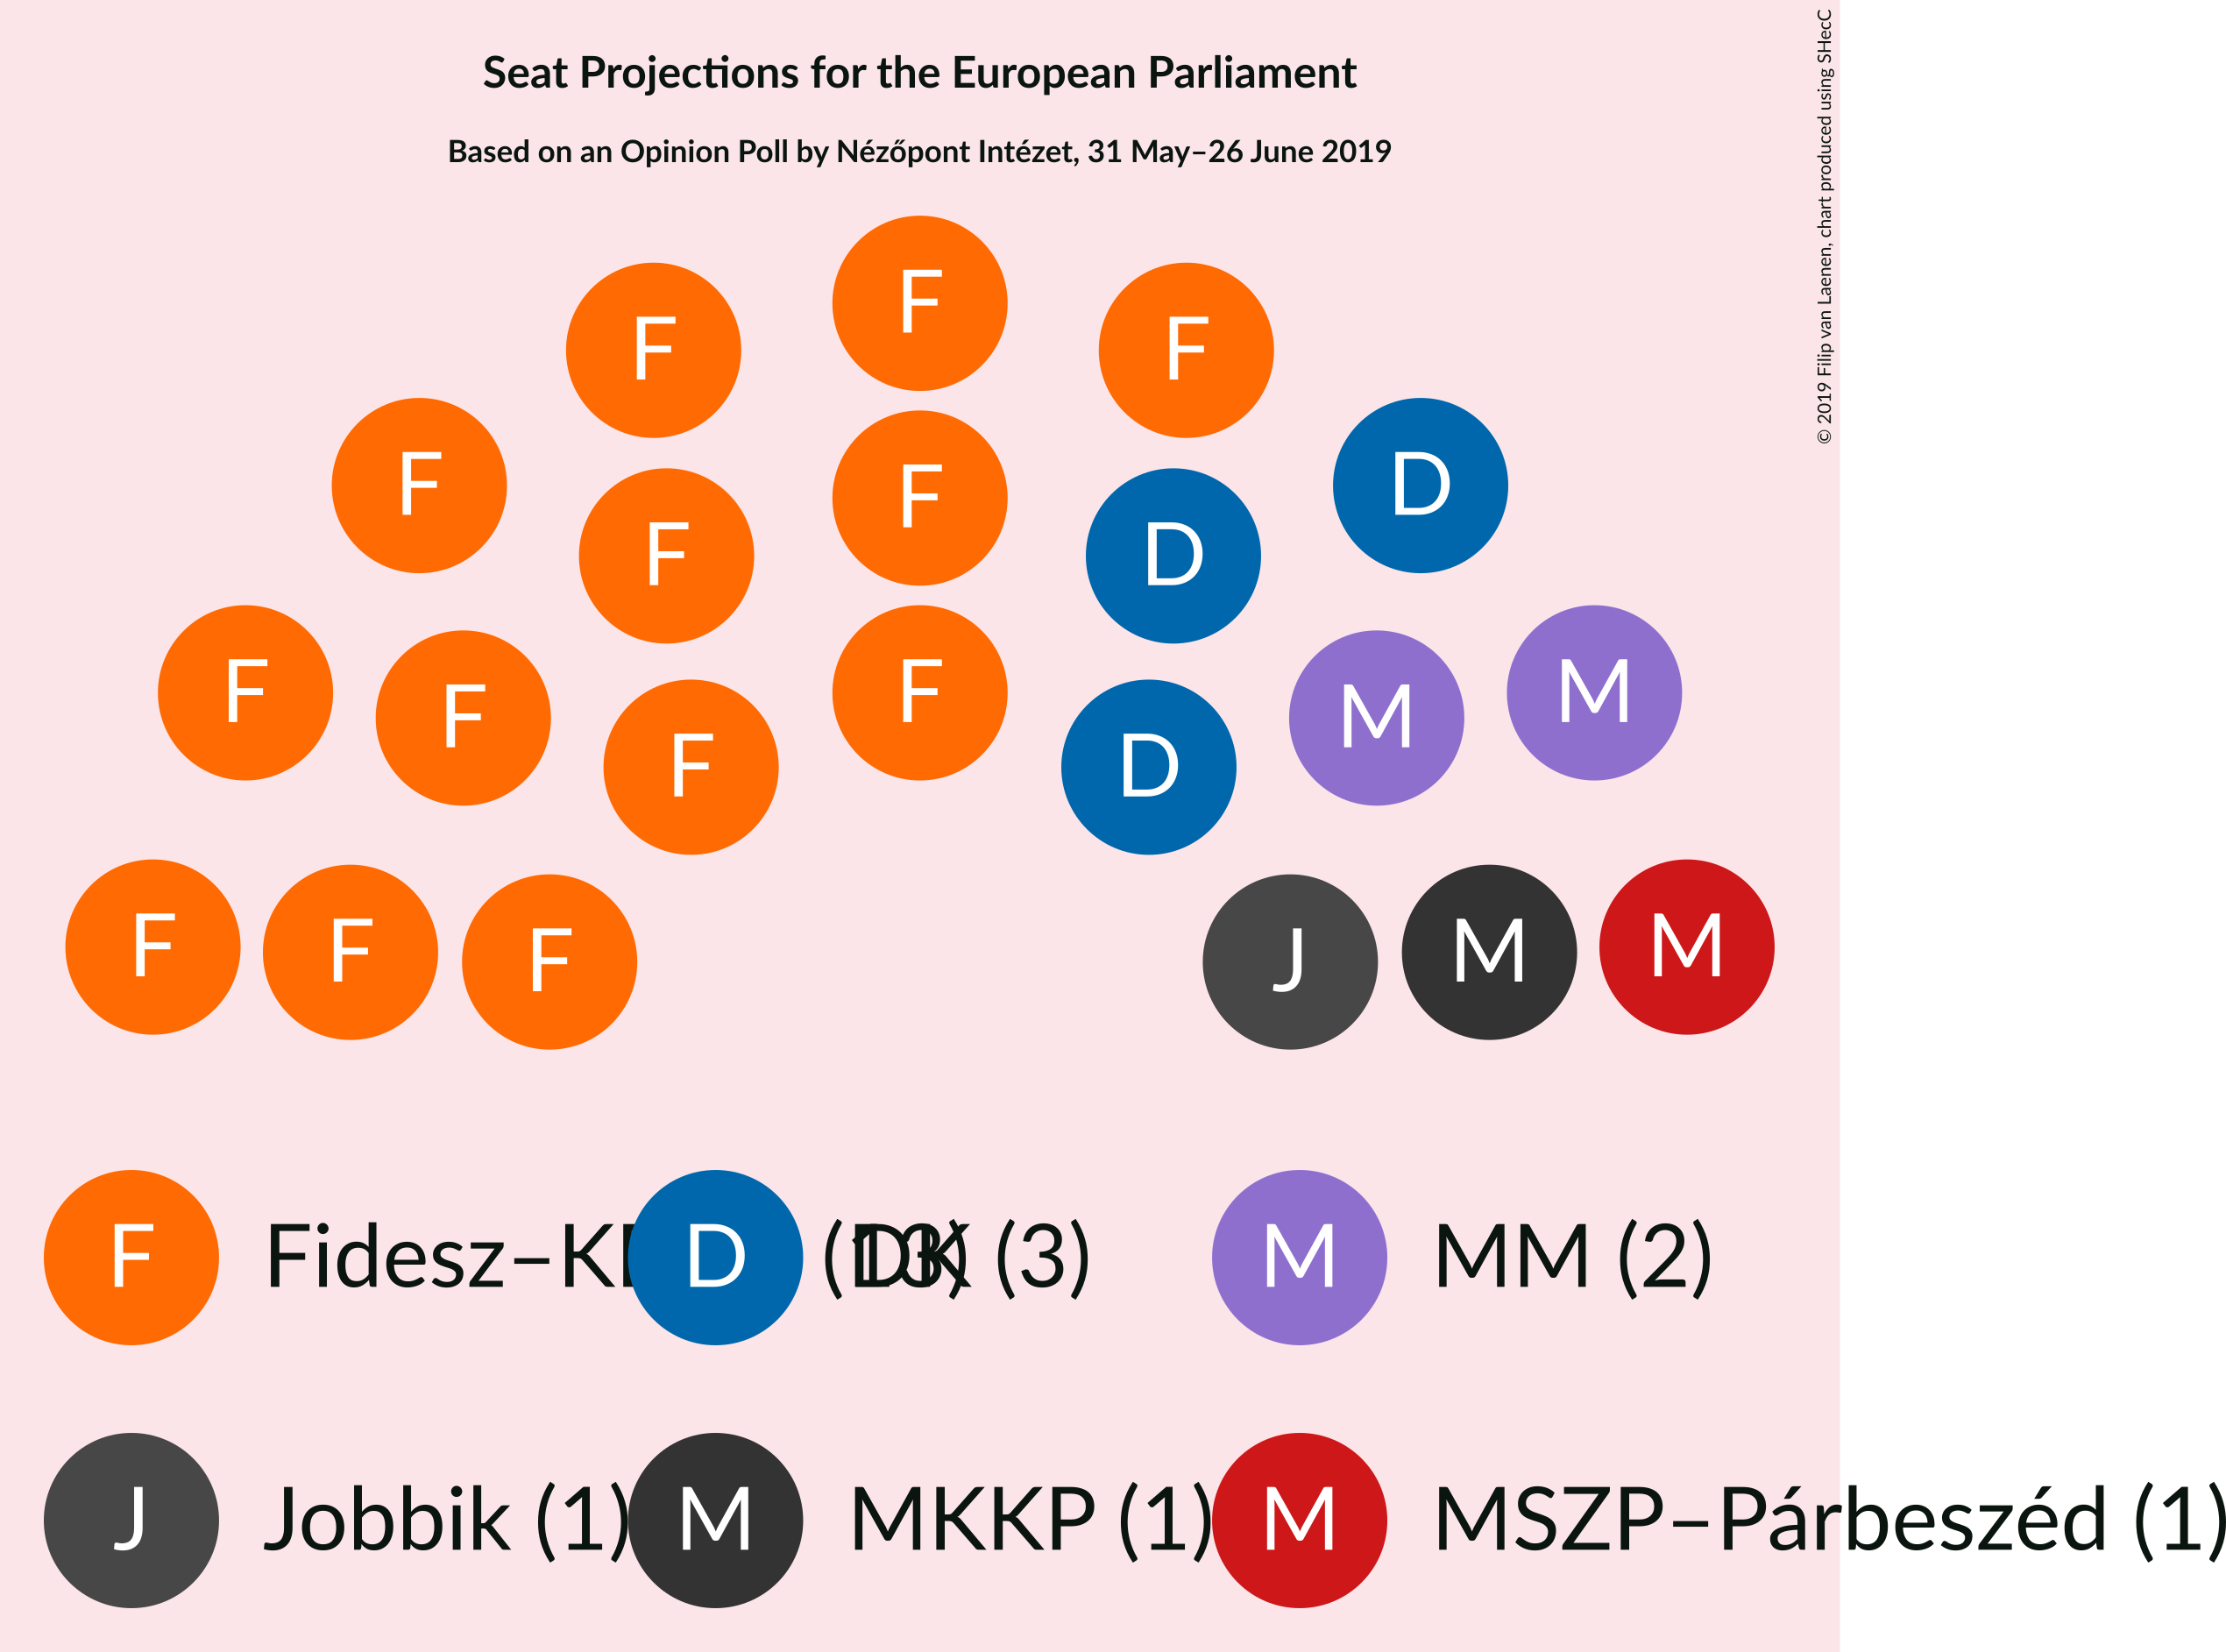 Seat Projections for the European Parliament
Based on an Opinion Poll by Nézőpont Intézet, 31 May–26 June 2019
© 2019 Filip van Laenen, chart produced using SHecC
F
F F
F D
F
F D
F
F M
F F M
F D
F F F J M M
F Fidesz–K D DK (3) M MM (2)
J Jobbik (1) M MKKP (1) M MSZP–Párbeszéd (1)